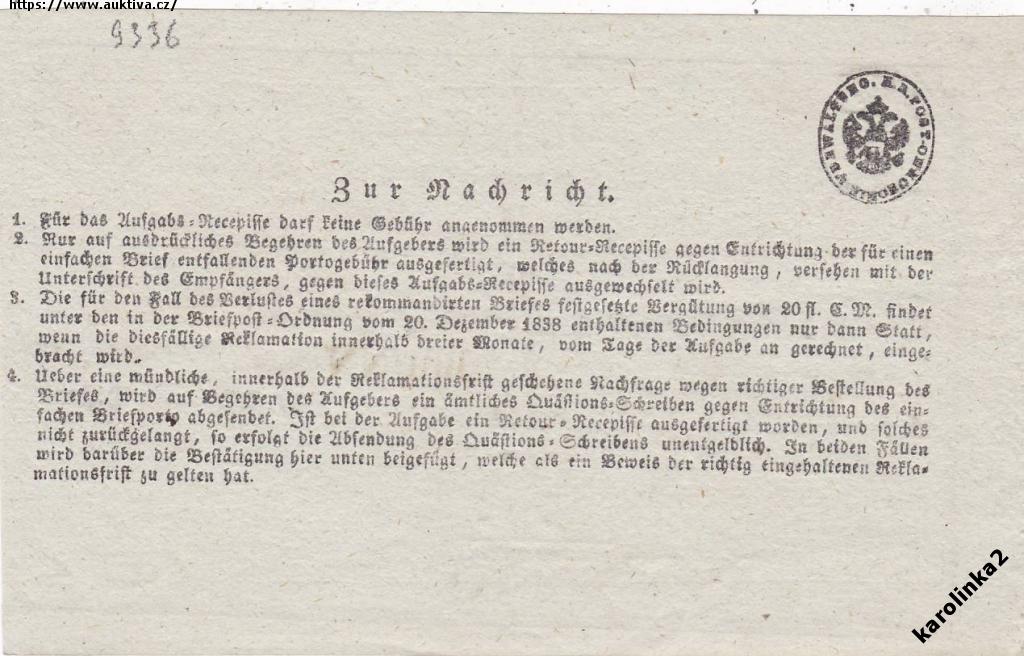 https://www.auktiva.cz/
9336
K. K. POST-OEKONOMIE VERWALTUNG.
Zur Nachricht.
1. Für das Aufgabs-Recepisse darf keine Gebühr angenommen werden.
2. Nur auf ausdrückliches Begehren des Aufgebers wird ein Retour-Recepisse gegen Entrichtung der für einen
einfachen Brief entfallenden Portogebühr ausgefertigt, welches nach der Rücklangung, versehen mit der
Unterschrift des Empfängers, gegen dieses Aufgabs-Recepisse ausgewechselt wird.
3. Die für den Fall des Verlustes eines rekommandirten Briefes festgesetzte Vergütung von 20 fl. C. M. findet
unter den in der Briefpost-Ordnung vom 20. Dezember 1838 enthaltenen Bedingungen nur dann Statt,
wenn die diesfällige Reklamation innerhalb dreier Monate, vom Tage der Aufgabe an gerechnet, einge-
bracht wird.
4. Ueber eine mündliche, innerhalb der Reklamationsfrist geschehene Nachfrage wegen richtiger Bestellung des
Briefes, wird auf Begehren des Aufgebers ein ämtliches Quästions-Schreiben gegen Entrichtung des ein-
fachen Briefporto abgesendet. Ist bei der Aufgabe ein Retour-Recepisse ausgefertigt worden, und solches
nicht zurückgelangt, so erfolgt die Absendung des Quästions-Schreibens unentgeldlich. In beiden Fällen
wird darüber die Bestätigung hier unten beigefügt, welche als ein Beweis der richtig eingehaltenen Rekla-
mationsfrist zu gelten hat.
karolinka2